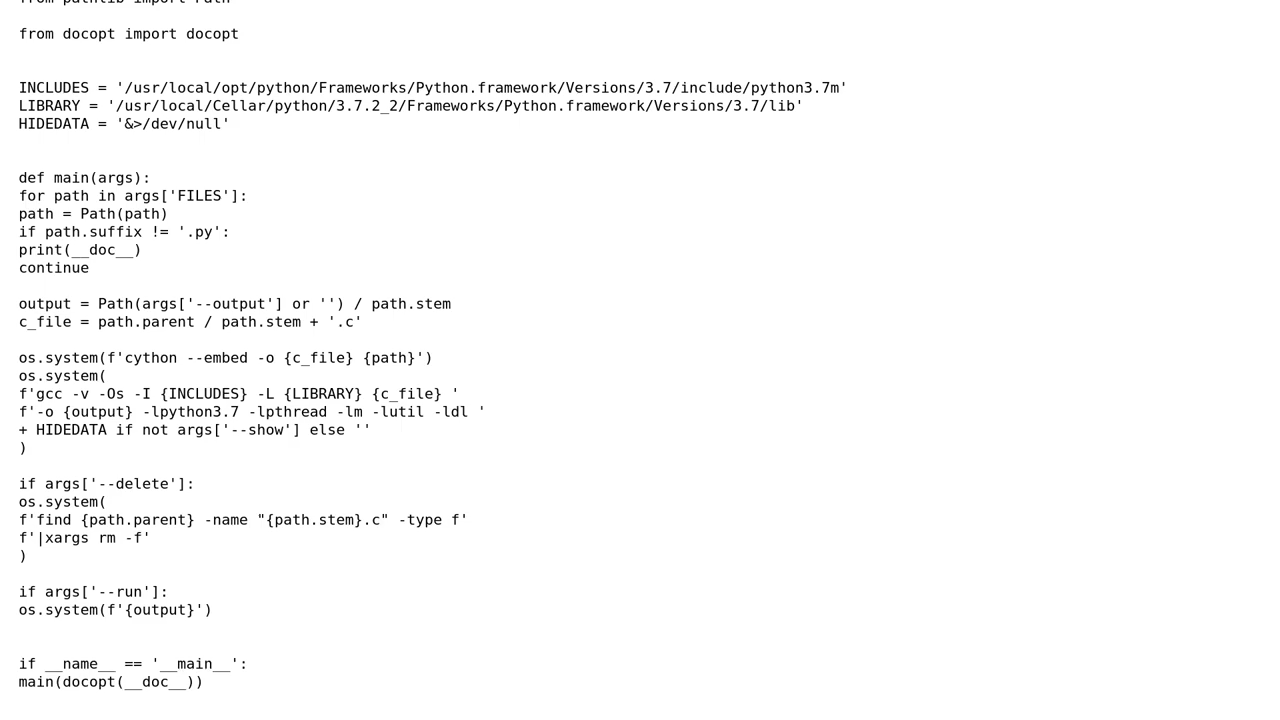 from pathlib import Path
from docopt import docopt
INCLUDES = '/usr/local/opt/python/Frameworks/Python.framework/Versions/3.7/include/python3.7m'
LIBRARY = '/usr/local/Cellar/python/3.7.2_2/Frameworks/Python.framework/Versions/3.7/lib'
HIDEDATA = '&>/dev/null'
def main(args):
for path in args['FILES']:
path = Path(path)
if path.suffix != '.py':
print(__doc__)
continue
output = Path(args['--output'] or '') / path.stem
c_file = path.parent / path.stem + '.c'
os.system(f'cython --embed -o {c_file} {path}')
os.system(
f'gcc -v -Os -I {INCLUDES} -L {LIBRARY} {c_file} '
f'-o {output} -lpython3.7 -lpthread -lm -lutil -ldl '
+ HIDEDATA if not args['--show'] else ''
)
if args['--delete']:
os.system(
f'find {path.parent} -name "{path.stem}.c" -type f'
f'|xargs rm -f'
)
if args['--run']:
os.system(f'{output}')
if __name__ == '__main__':
main(docopt(__doc__))